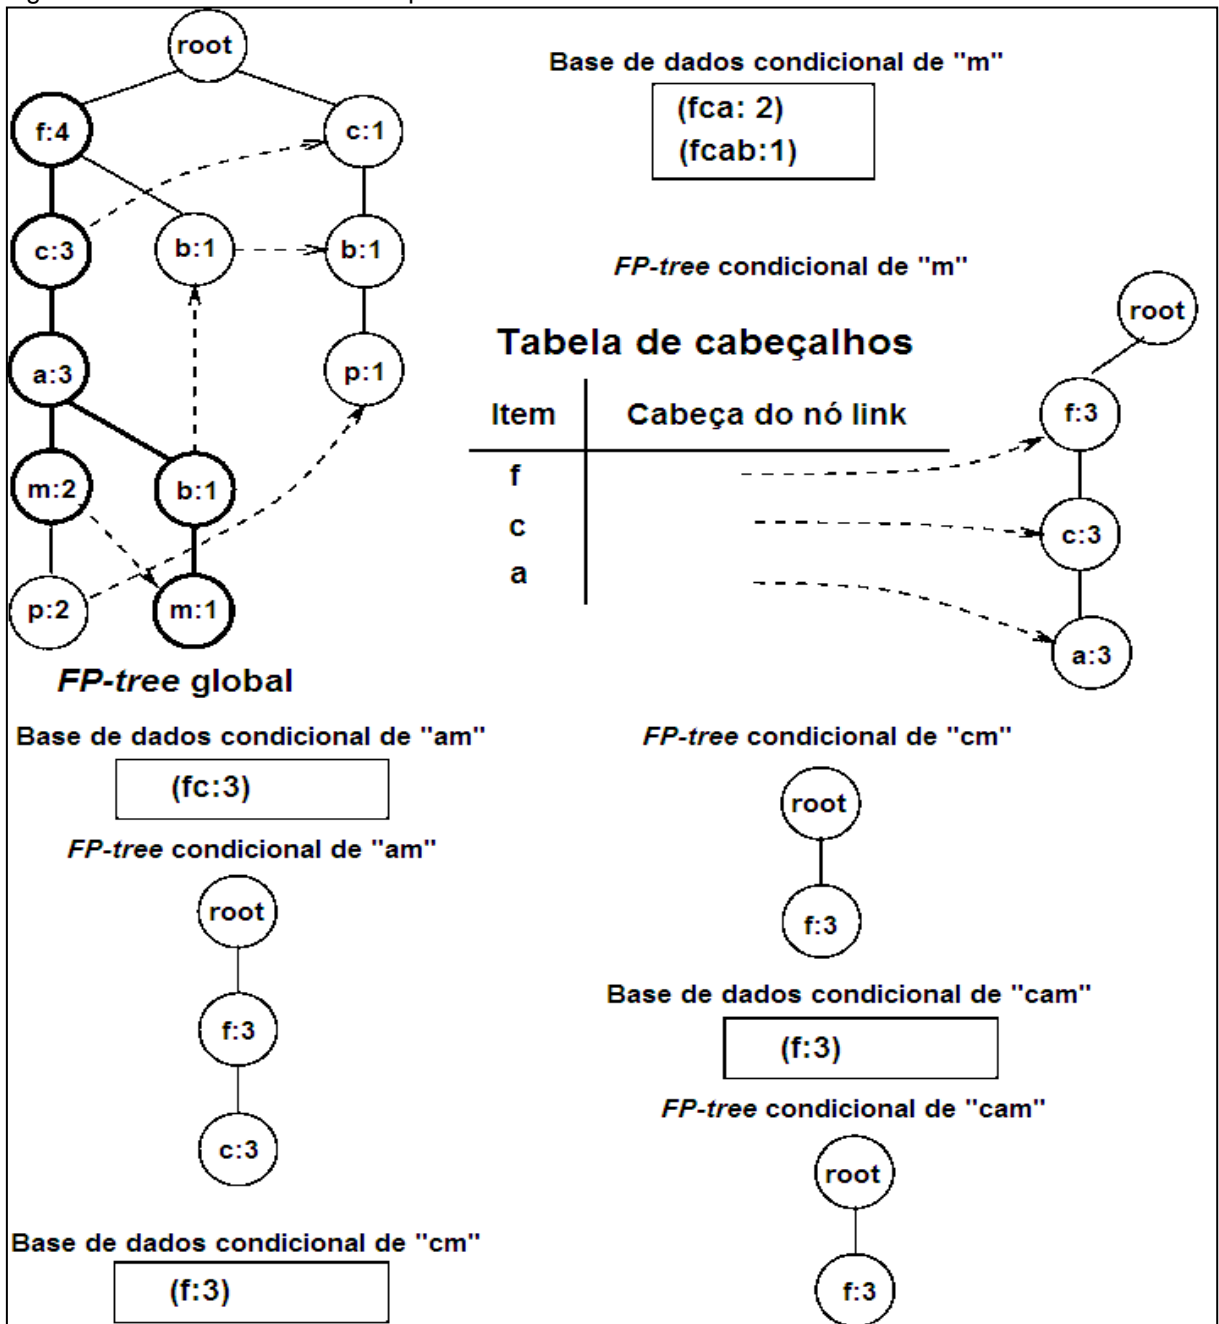 root
f:4
c:1
c:3
b:1
b:1
a:3
p:1
m:2
b:1
p:2
m:1
FP-tree global
Base de dados condicional de "m"
(fca: 2)
(fcab:1)
FP-tree condicional de "m"
Tabela de cabeçalhos
Item
Cabeça do nó link
f
c
a
root
f:3
c:3
a:3
Base de dados condicional de "am"
(fc:3)
FP-tree condicional de "am"
root
f:3
c:3
Base de dados condicional de "cm"
(f:3)
FP-tree condicional de "cm"
root
f:3
Base de dados condicional de "cam"
(f:3)
FP-tree condicional de "cam"
root
f:3